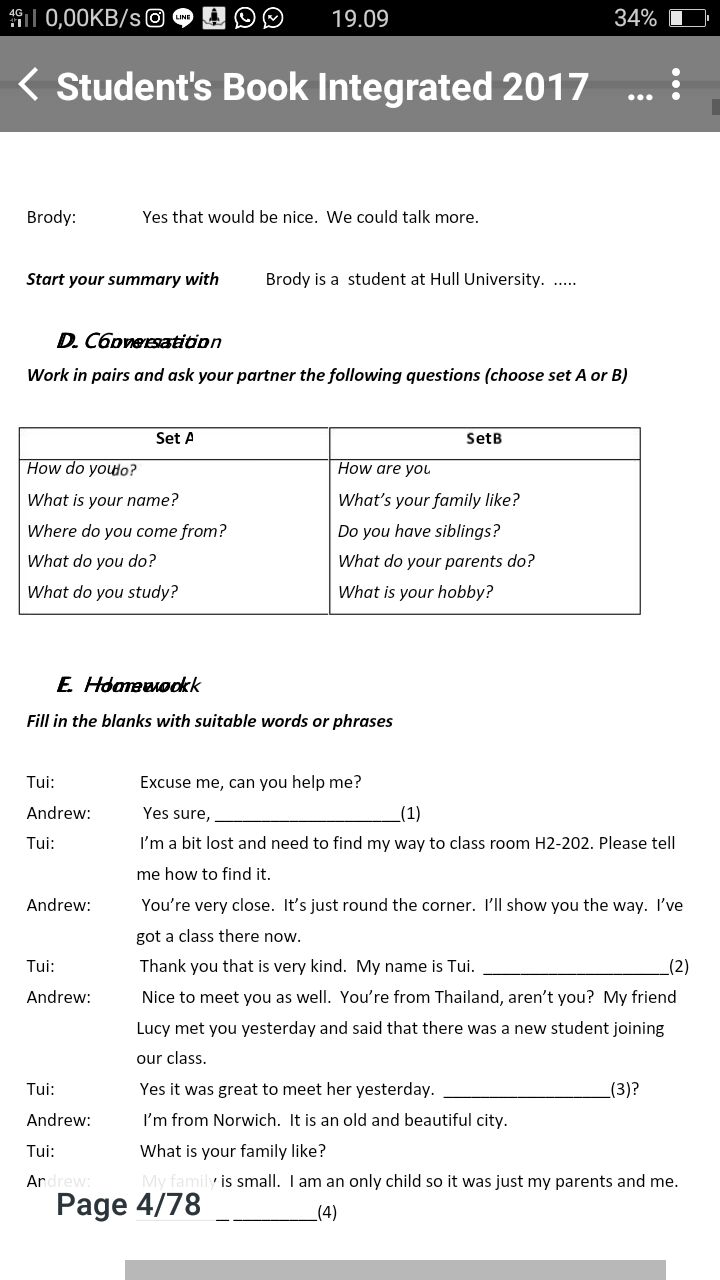 4G 0,00KB/s LINE 19.09 34%
Student's Book Integrated 2017 ...
Brody: Yes that would be nice. We could talk more.
Start your summary with Brody is a student at Hull University. .....
D. Conversation
Work in pairs and ask your partner the following questions (choose set A or B)
Set A Set B
How do you do? How are you
What is your name? What's your family like?
Where do you come from? Do you have siblings?
What do you do? What do your parents do?
What do you study? What is your hobby?
E. Homework
Fill in the blanks with suitable words or phrases
Tui: Excuse me, can you help me?
Andrew: Yes sure, ____________________(1)
Tui: I'm a bit lost and need to find my way to class room H2-202. Please tell
me how to find it.
Andrew: You're very close. It's just round the corner. I'll show you the way. I've
got a class there now.
Tui: Thank you that is very kind. My name is Tui. ____________________(2)
Andrew: Nice to meet you as well. You're from Thailand, aren't you? My friend
Lucy met you yesterday and said that there was a new student joining
our class.
Tui: Yes it was great to meet her yesterday. __________________(3)?
Andrew: I'm from Norwich. It is an old and beautiful city.
Tui: What is your family like?
Andrew: My family is small. I am an only child so it was just my parents and me.
Page 4/78 _________(4)